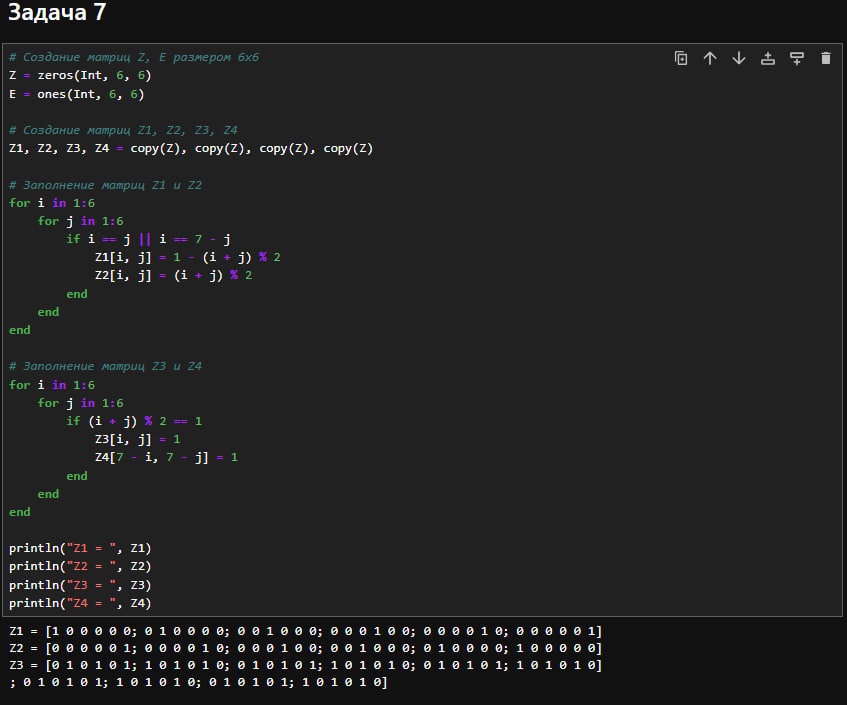 Задача 7
# Создание матриц Z, E размером 6x6
Z = zeros(Int, 6, 6)
E = ones(Int, 6, 6)
# Создание матриц Z1, Z2, Z3, Z4
Z1, Z2, Z3, Z4 = copy(Z), copy(Z), copy(Z), copy(Z)
# Заполнение матриц Z1 и Z2
for i in 1:6
    for j in 1:6
        if i == j || i == 7 - j
            Z1[i, j] = 1 - (i + j) % 2
            Z2[i, j] = (i + j) % 2
        end
    end
end
# Заполнение матриц Z3 и Z4
for i in 1:6
    for j in 1:6
        if (i + j) % 2 == 1
            Z3[i, j] = 1
            Z4[7 - i, 7 - j] = 1
        end
    end
end
println("Z1 = ", Z1)
println("Z2 = ", Z2)
println("Z3 = ", Z3)
println("Z4 = ", Z4)
Z1 = [1 0 0 0 0 0; 0 1 0 0 0 0; 0 0 1 0 0 0; 0 0 0 1 0 0; 0 0 0 0 1 0; 0 0 0 0 0 1]
Z2 = [0 0 0 0 0 1; 0 0 0 0 1 0; 0 0 0 1 0 0; 0 0 1 0 0 0; 0 1 0 0 0 0; 1 0 0 0 0 0]
Z3 = [0 1 0 1 0 1; 1 0 1 0 1 0; 0 1 0 1 0 1; 1 0 1 0 1 0; 0 1 0 1 0 1; 1 0 1 0 1 0]
; 0 1 0 1 0 1; 1 0 1 0 1 0; 0 1 0 1 0 1; 1 0 1 0 1 0]